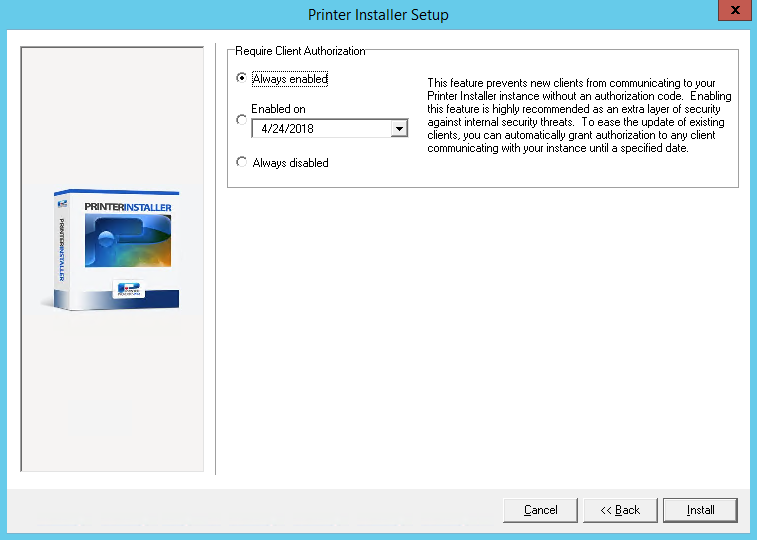 Printer Installer Setup
x
Require Client Authorization
Always enabled
Enabled on
4/24/2018
Always disabled
This feature prevents new clients from communicating to your
Printer Installer instance without an authorization code. Enabling
this feature is highly recommended as an extra layer of security
against internal security threats. To ease the update of existing
clients, you can automatically grant authorization to any client
communicating with your instance until a specified date.
PRINTERINSTALLER
PRINTERINSTALLER
Cancel
<< Back
Install